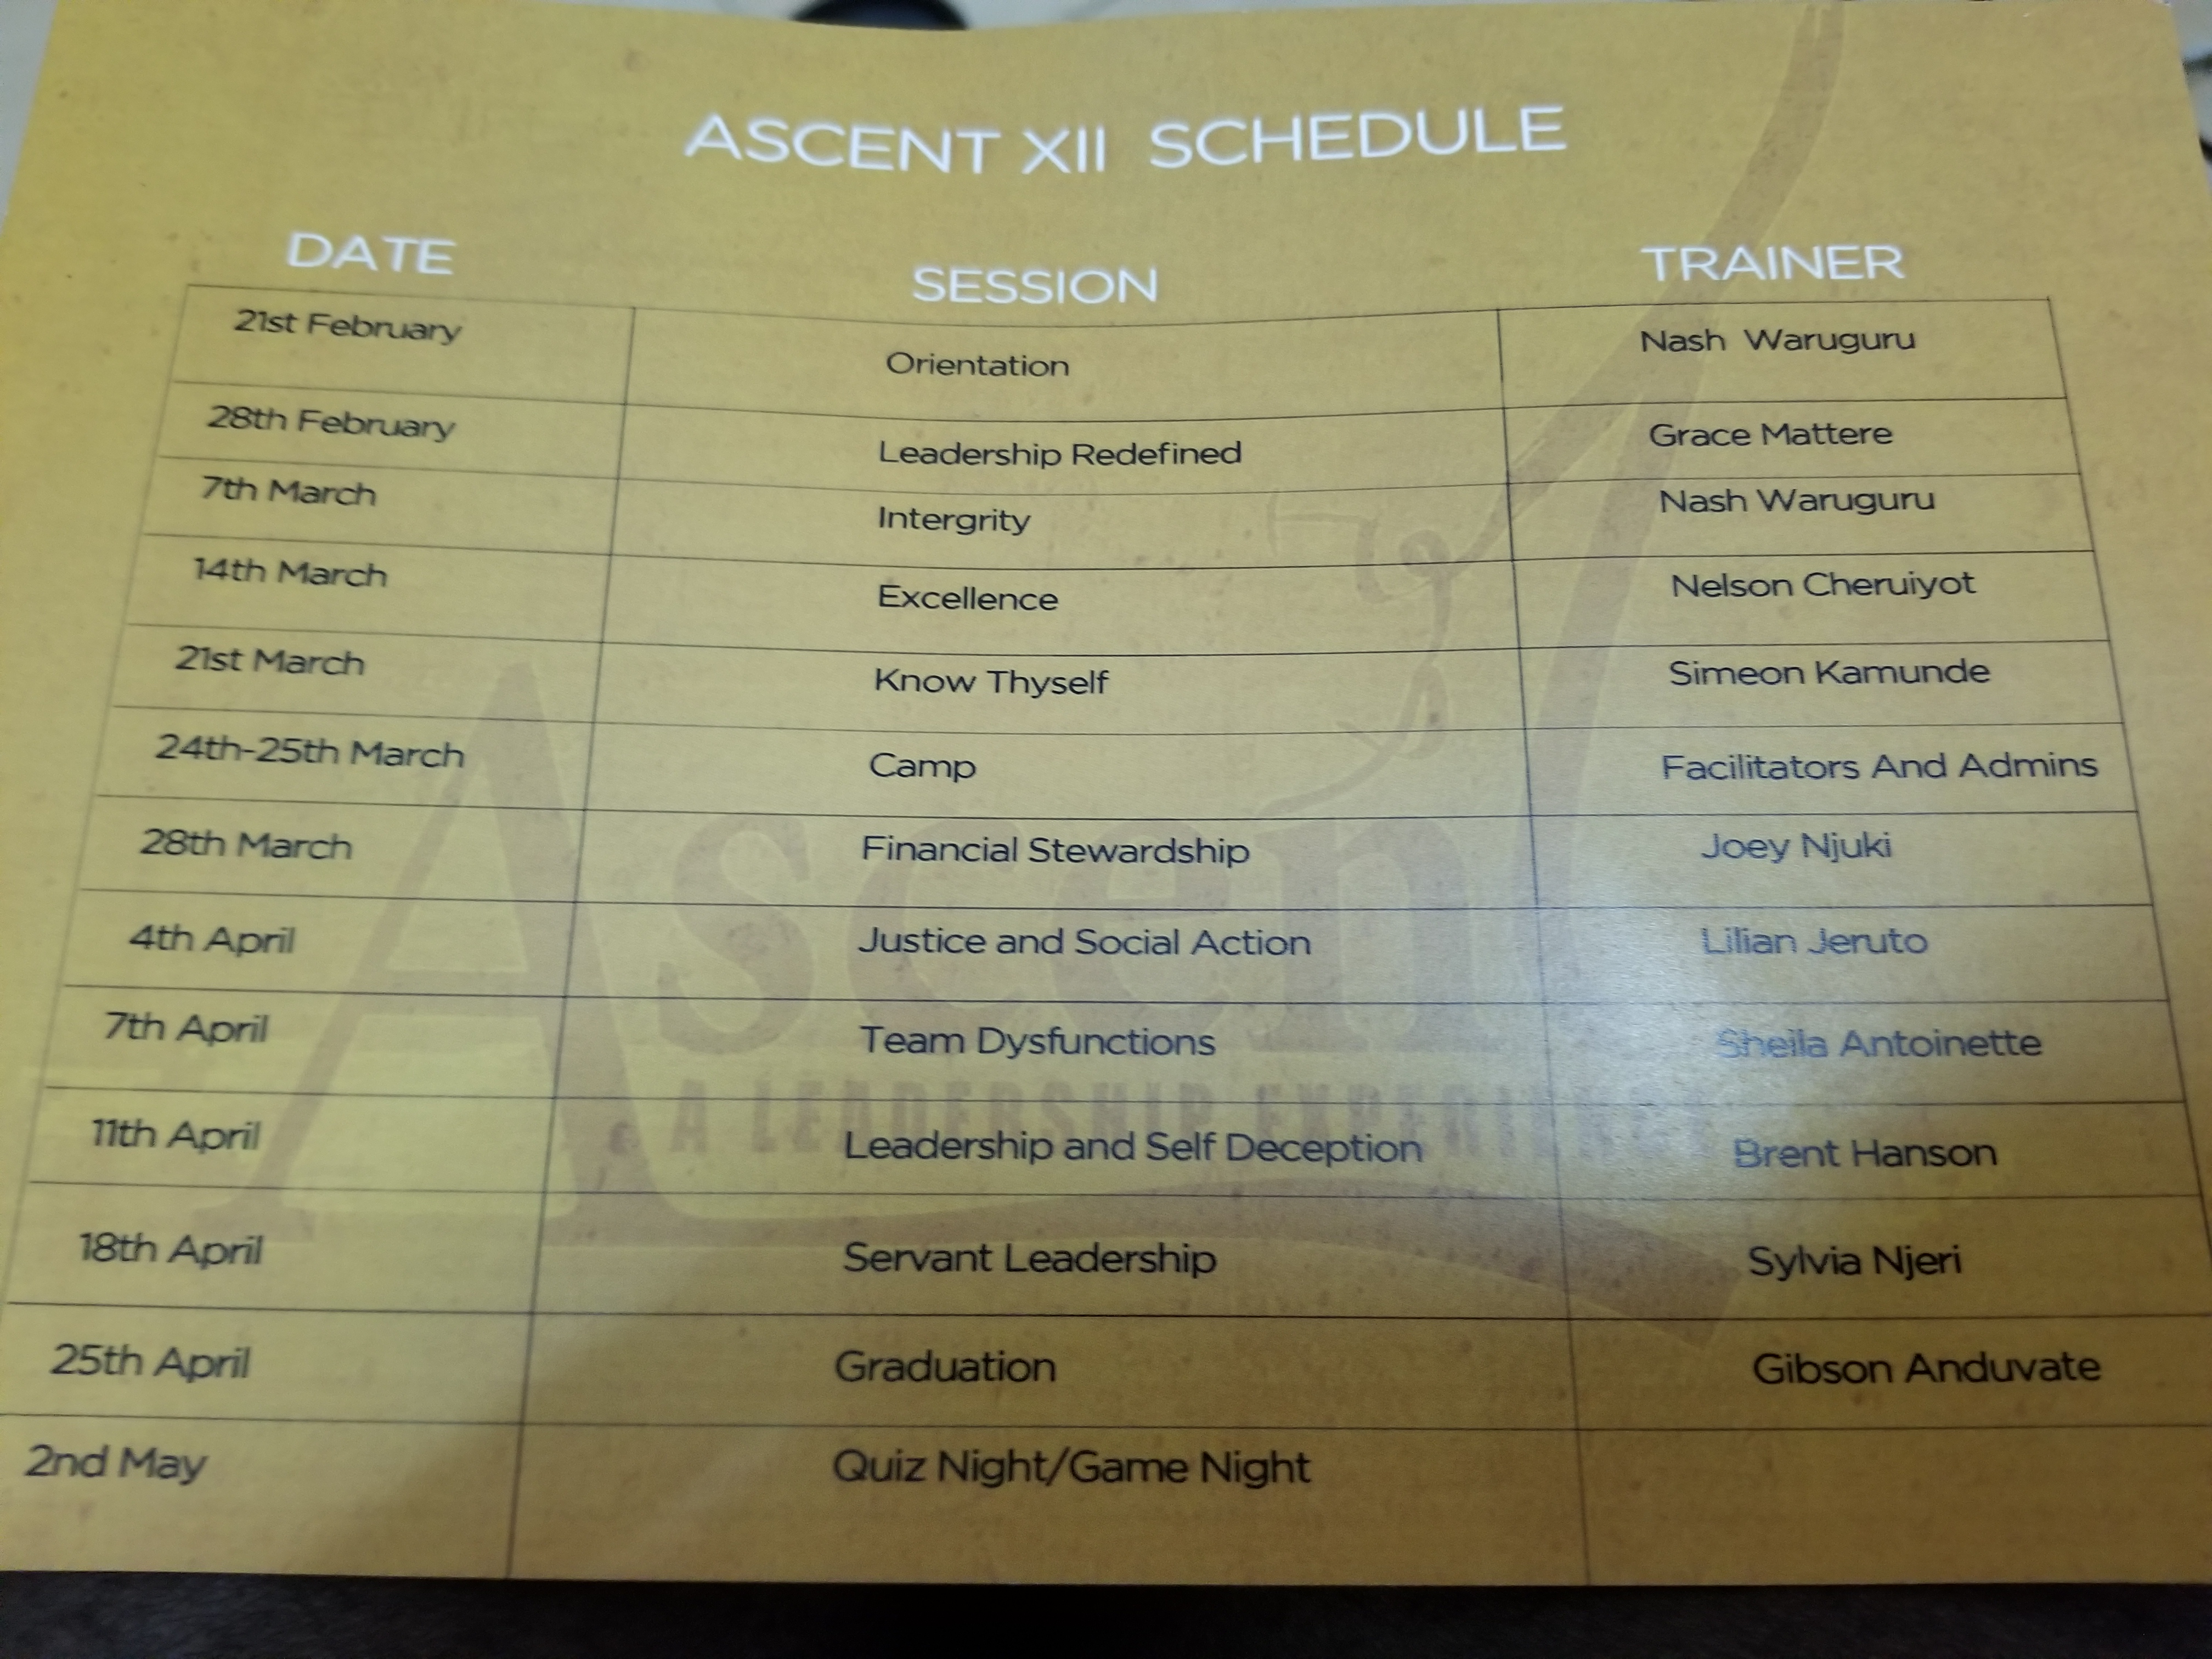 ASCENT XII SCHEDULE
DATE SESSION TRAINER
21st February Orientation Nash Waruguru
28th February Leadership Redefined Grace Mattere
7th March Intergrity Nash Waruguru
14th March Excellence Nelson Cheruiyot
21st March Know Thyself Simeon Kamunde
24th-25th March Camp Facilitators And Admins
28th March Financial Stewardship Joey Njuki
4th April Justice and Social Action Lilian Jeruto
7th April Team Dysfunctions Sheila Antoinette
11th April Leadership and Self Deception Brent Hanson
18th April Servant Leadership Sylvia Njeri
25th April Graduation Gibson Anduvate
2nd May Quiz Night/Game Night
Ascent
A LEADERSHIP EXPERIENCE